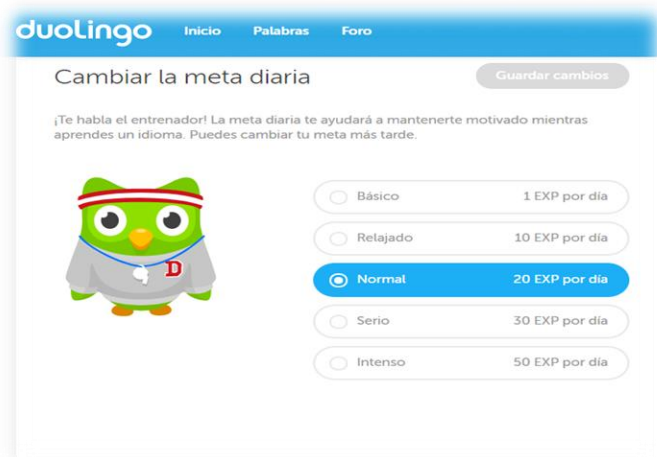 duolingo Inicio Palabras Foro
Cambiar la meta diaria Guardar cambios
¡Te habla el entrenador! La meta diaria te ayudará a mantenerte motivado mientras
aprendes un idioma. Puedes cambiar tu meta más tarde.
Básico 1 EXP por día
Relajado 10 EXP por día
D
Normal 20 EXP por día
Serio 30 EXP por día
Intenso 50 EXP por día